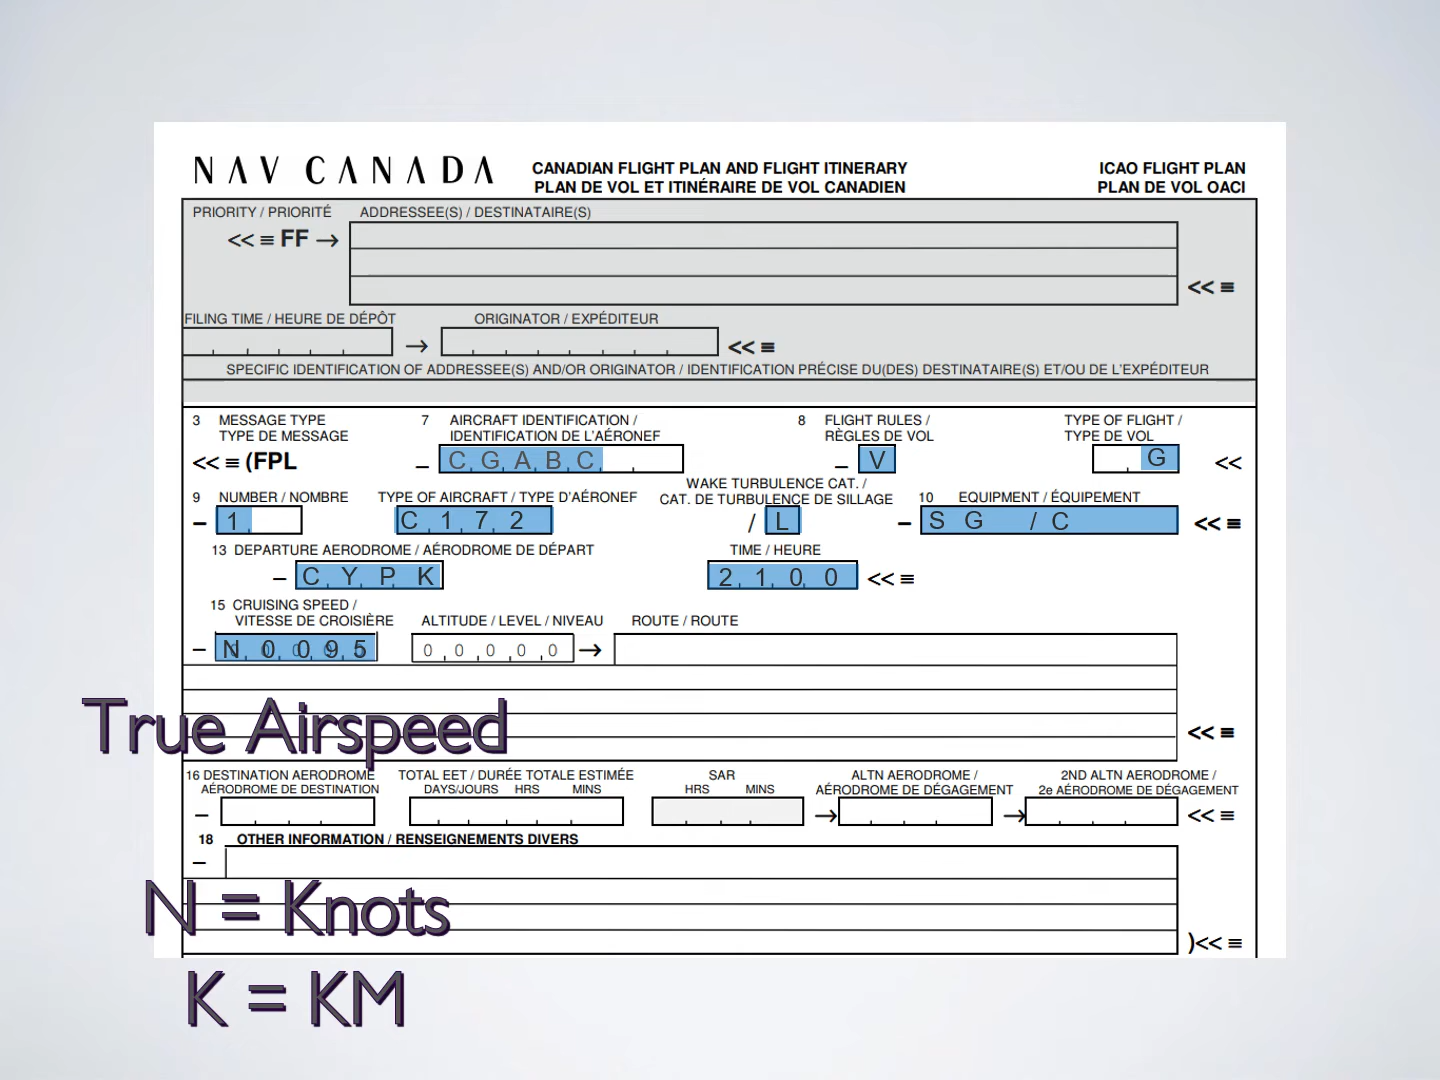 NAV CANADA
CANADIAN FLIGHT PLAN AND FLIGHT ITINERARY
PLAN DE VOL ET ITINÉRAIRE DE VOL CANADIEN
ICAO FLIGHT PLAN
PLAN DE VOL OACI
PRIORITY / PRIORITÉ
ADDRESSEE(S) / DESTINATAIRE(S)
<< ≡ FF →
<< ≡
FILING TIME / HEURE DE DÉPÔT
ORIGINATOR / EXPÉDITEUR
→
<< ≡
SPECIFIC IDENTIFICATION OF ADDRESSEE(S) AND/OR ORIGINATOR / IDENTIFICATION PRÉCISE DU(DES) DESTINATAIRE(S) ET/OU DE L'EXPÉDITEUR
3 MESSAGE TYPE
TYPE DE MESSAGE
<< ≡ (FPL
7 AIRCRAFT IDENTIFICATION /
IDENTIFICATION DE L'AÉRONEF
– C G A B C
8 FLIGHT RULES /
RÈGLES DE VOL
– V
TYPE OF FLIGHT /
TYPE DE VOL
G <<
9 NUMBER / NOMBRE
– 1
TYPE OF AIRCRAFT / TYPE D'AÉRONEF
C 1 7 2
WAKE TURBULENCE CAT. /
CAT. DE TURBULENCE DE SILLAGE
/ L
10 EQUIPMENT / ÉQUIPEMENT
– S G / C << ≡
13 DEPARTURE AERODROME / AÉRODROME DE DÉPART
– C Y P K
TIME / HEURE
2 1 0 0 << ≡
15 CRUISING SPEED /
VITESSE DE CROISIÈRE
– N 0 0 9 5
ALTITUDE / LEVEL / NIVEAU
0 0 0 0 0 →
ROUTE / ROUTE
True Airspeed
<< ≡
16 DESTINATION AERODROME
AÉRODROME DE DESTINATION
–
TOTAL EET / DURÉE TOTALE ESTIMÉE
DAYS/JOURS HRS MINS
SAR
HRS MINS
→
ALTN AERODROME /
AÉRODROME DE DÉGAGEMENT
→
2ND ALTN AERODROME /
2e AÉRODROME DE DÉGAGEMENT
<< ≡
18 OTHER INFORMATION / RENSEIGNEMENTS DIVERS
–
N = Knots
)<< ≡
K = KM